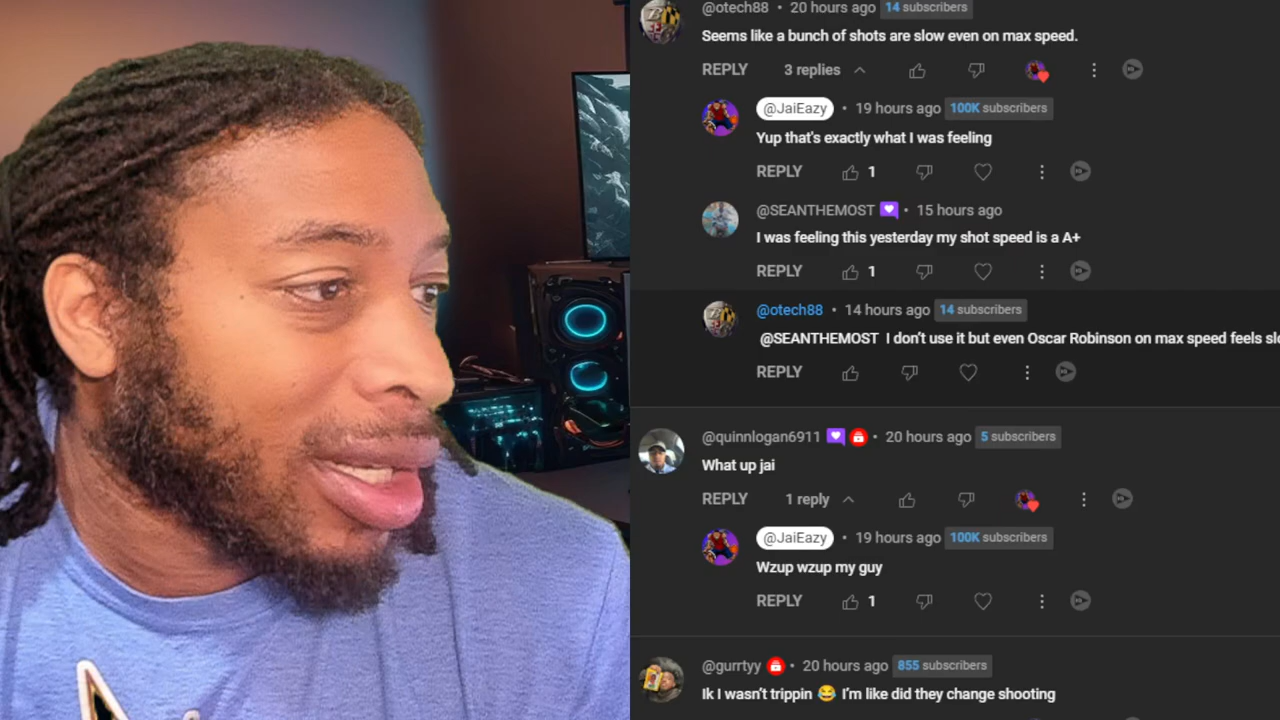 @otech88 • 20 hours ago 14 subscribers
Seems like a bunch of shots are slow even on max speed.
REPLY 3 replies
@JaiEazy • 19 hours ago 100K subscribers
Yup that's exactly what I was feeling
REPLY 1
@SEANTHEMOST • 15 hours ago
I was feeling this yesterday my shot speed is a A+
REPLY 1
@otech88 • 14 hours ago 14 subscribers
@SEANTHEMOST I don't use it but even Oscar Robinson on max speed feels slo
REPLY
@quinnlogan6911 • 20 hours ago 5 subscribers
What up jai
REPLY 1 reply
@JaiEazy • 19 hours ago 100K subscribers
Wzup wzup my guy
REPLY 1
@gurrtyy • 20 hours ago 855 subscribers
Ik I wasn't trippin 😂 I'm like did they change shooting